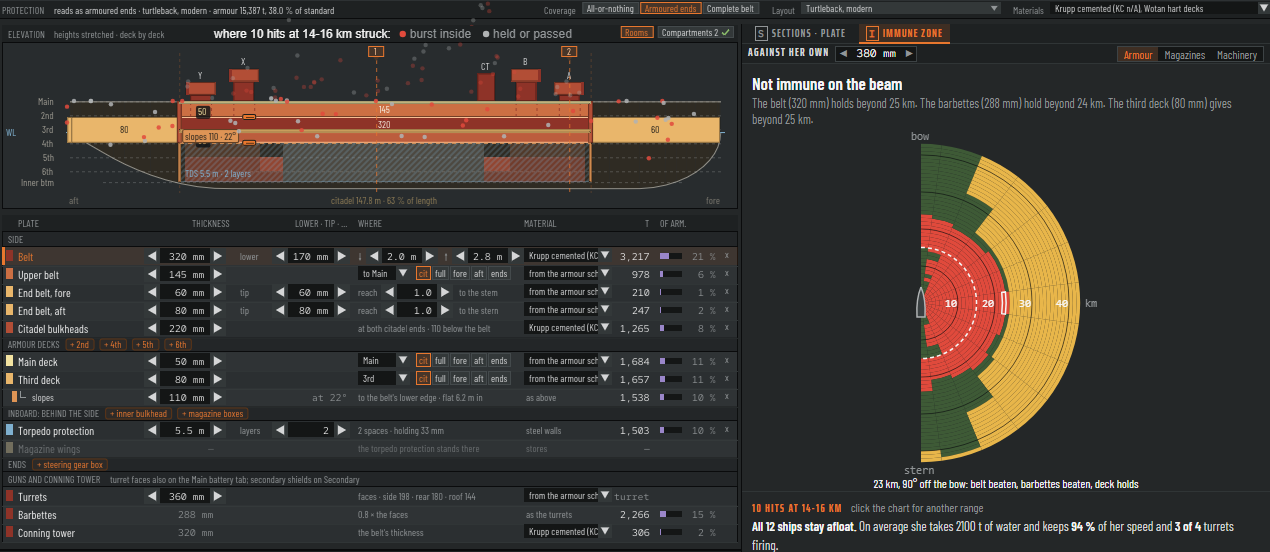 PROTECTION reads as armoured ends · turtleback, modern · armour 15,387 t, 38.0 % of standard Coverage All-or-nothing Armoured ends Complete belt Layout Turtleback, modern Materials Krupp cemented (KC n/A), Wotan hart decks
ELEVATION heights stretched · deck by deck where 10 hits at 14-16 km struck: burst inside held or passed Rooms Compartments 2 ✓
1 2
Y X CT B A
Main
2nd
3rd
4th
5th
6th
Inner btm
WL
50 145
320
80 60
slopes 110 · 22°
TDS 5.5 m · 2 layers
aft citadel 147.8 m · 63 % of length fore
PLATE THICKNESS LOWER · TIP ·... WHERE MATERIAL T OF ARM.
SIDE
Belt 320 mm lower 170 mm ↓ 2.0 m ↑ 2.8 m Krupp cemented (KC 3,217 21 % x
Upper belt 145 mm to Main cit full fore aft ends from the armour sch 978 6 % x
End belt, fore 60 mm tip 60 mm reach 1.0 to the stem from the armour sch 210 1 % x
End belt, aft 80 mm tip 80 mm reach 1.0 to the stern from the armour sch 247 2 % x
Citadel bulkheads 220 mm at both citadel ends · 110 below the belt Krupp cemented (KC 1,265 8 % x
ARMOUR DECKS + 2nd + 4th + 5th + 6th
Main deck 50 mm Main cit full fore aft ends from the armour sch 1,684 11 % x
Third deck 80 mm 3rd cit full fore aft ends from the armour sch 1,657 11 % x
slopes 110 mm at 22° to the belt's lower edge · flat 6.2 m in as above 1,538 10 % x
INBOARD: BEHIND THE SIDE + inner bulkhead + magazine boxes
Torpedo protection 5.5 m layers 2 2 spaces · holding 33 mm steel walls 1,503 10 % x
Magazine wings — the torpedo protection stands there stores —
ENDS + steering gear box
GUNS AND CONNING TOWER turret faces also on the Main battery tab; secondary shields on Secondary
Turrets 360 mm faces · side 198 · rear 180 · roof 144 from the armour sch turret
Barbettes 288 mm 0.8 × the faces as the turrets 2,266 15 %
Conning tower 320 mm the belt's thickness Krupp cemented (KC 306 2 %
S SECTIONS · PLATE I IMMUNE ZONE
AGAINST HER OWN 380 mm Armour Magazines Machinery
Not immune on the beam
The belt (320 mm) holds beyond 25 km. The barbettes (288 mm) hold beyond 24 km. The third deck (80 mm) gives
beyond 25 km.
bow
10 20 30 40 km
stern
23 km, 90° off the bow: belt beaten, barbettes beaten, deck holds
10 HITS AT 14-16 KM click the chart for another range
All 12 ships stay afloat. On average she takes 2100 t of water and keeps 94 % of her speed and 3 of 4 turrets
firing.